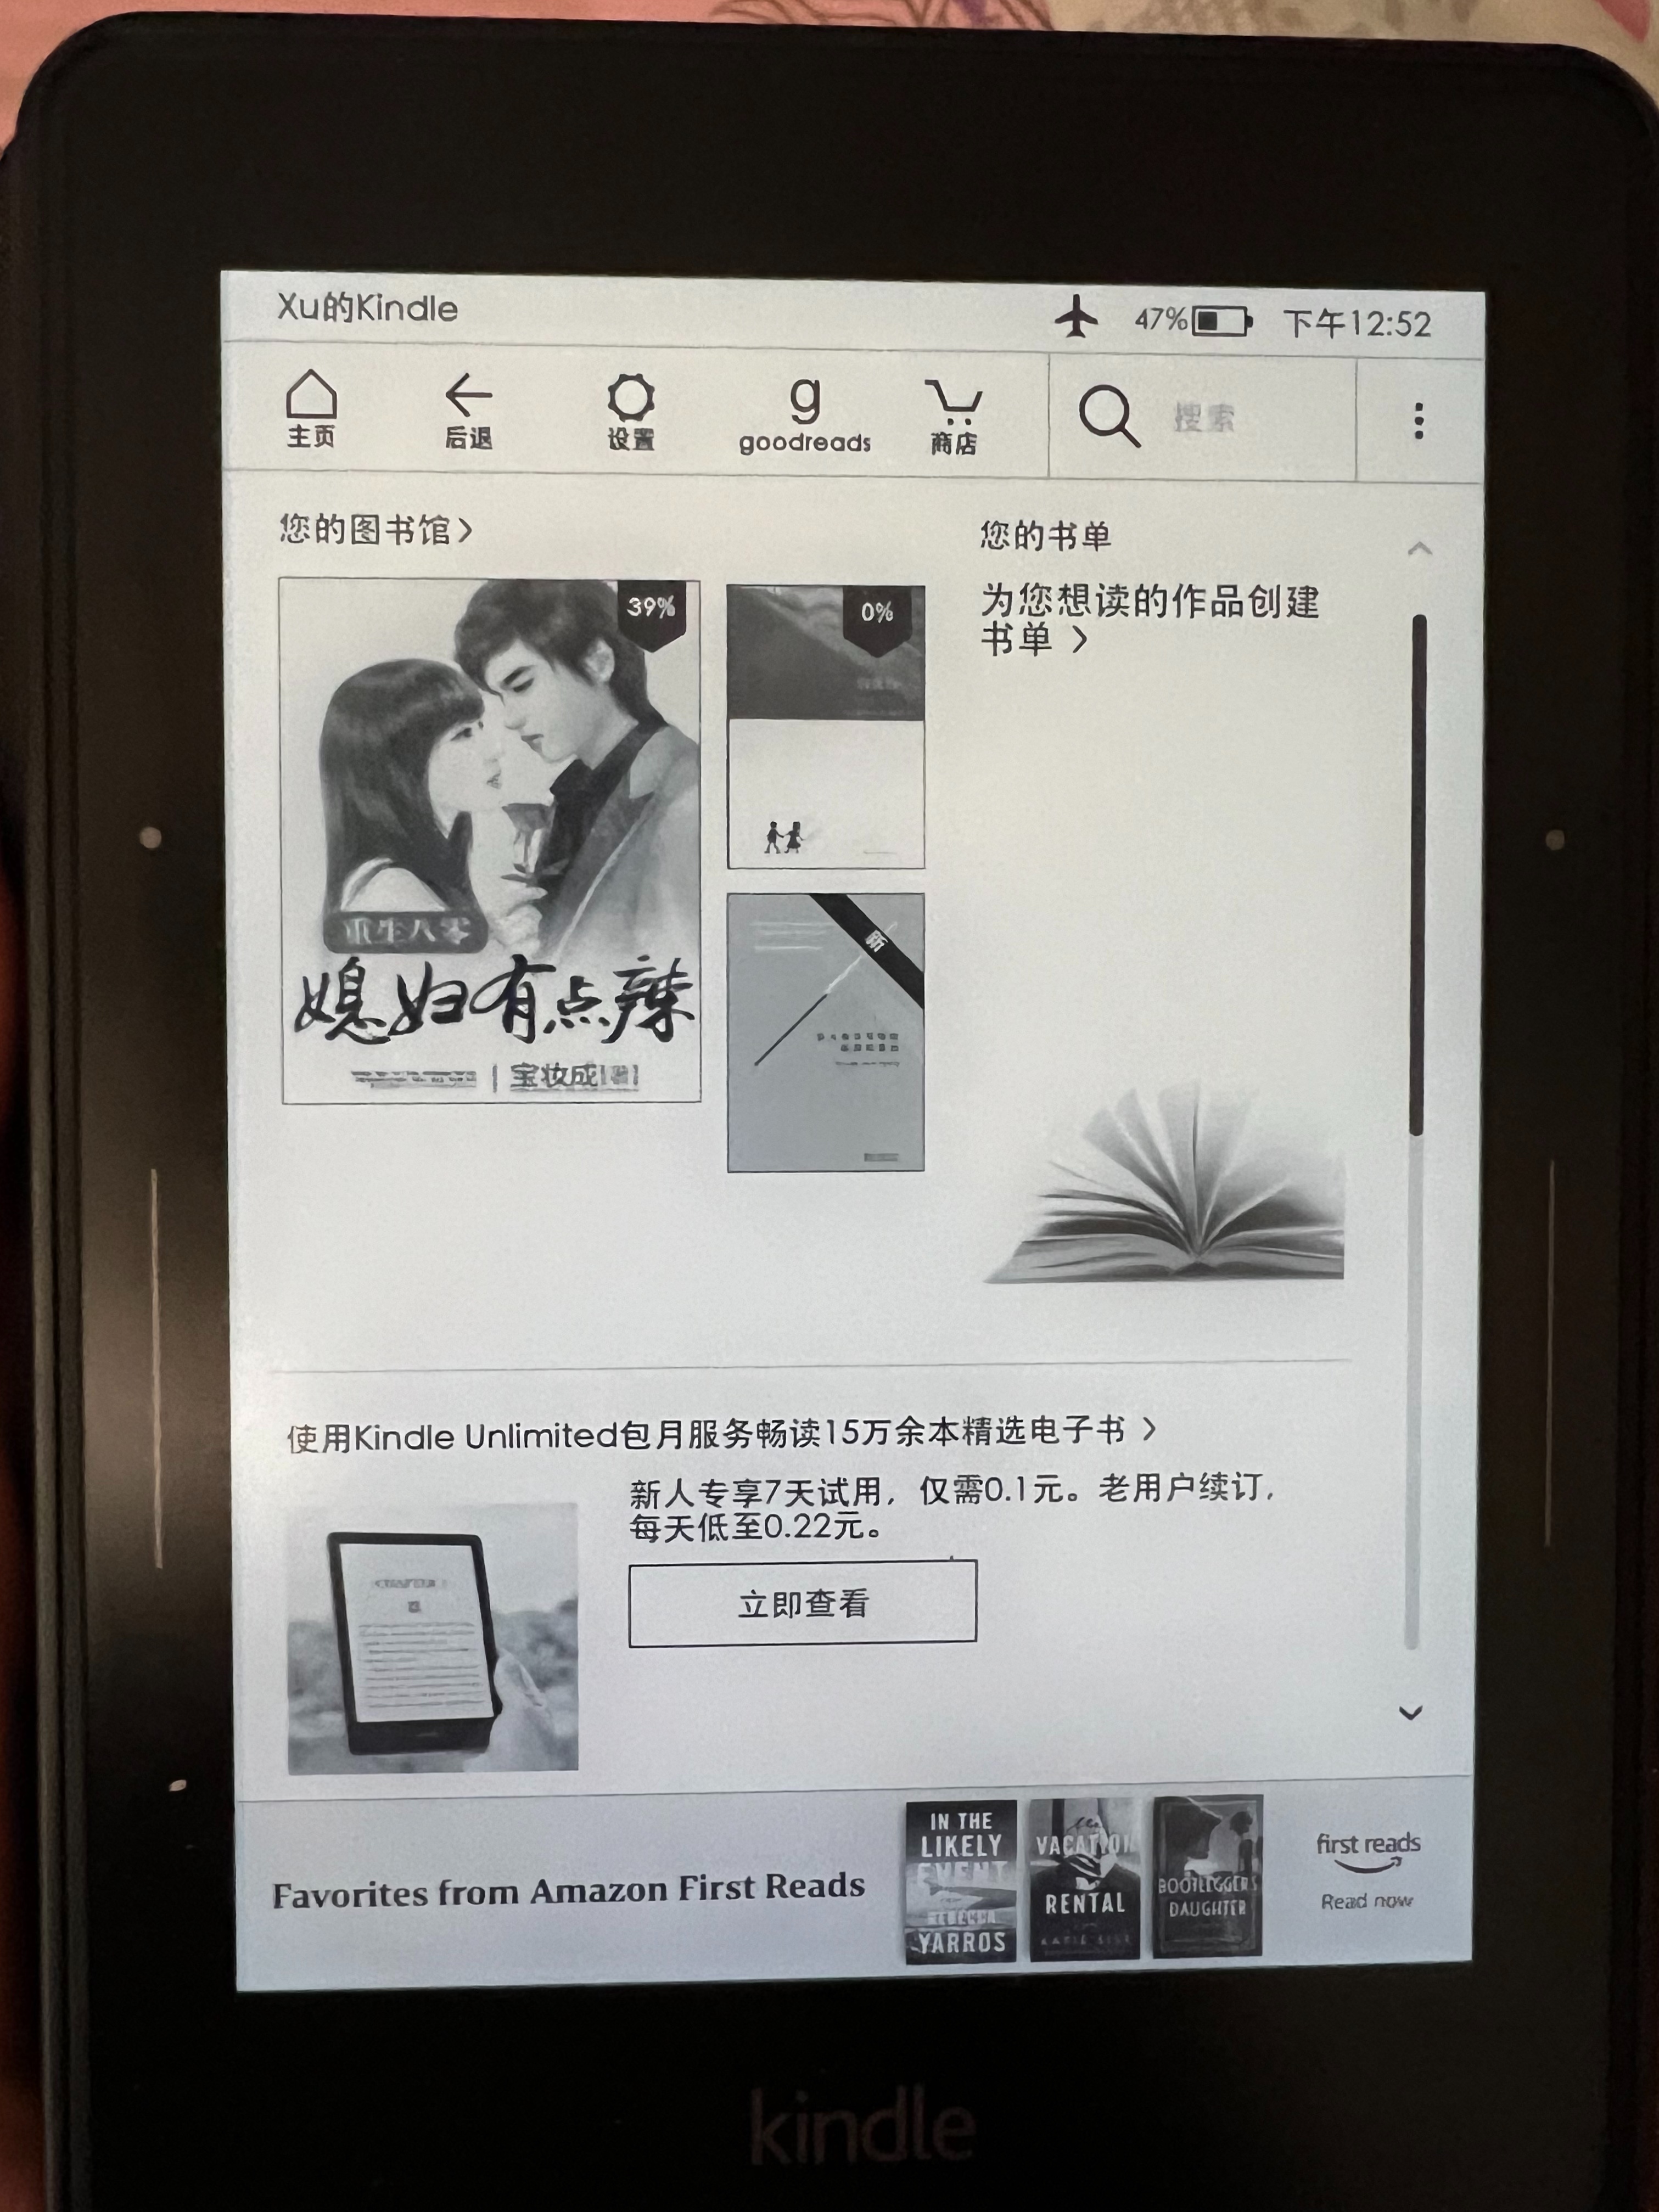 Xu的Kindle
47%
下午12:52
主页
后退
设置
goodreads
商店
搜索
您的图书馆
39%
重生八零
媳妇有点辣
宝妆成
0%
新
您的书单
为您想读的作品创建
书单
使用Kindle Unlimited包月服务畅读15万余本精选电子书
新人专享7天试用，仅需0.1元。老用户续订，
每天低至0.22元。
立即查看
Favorites from Amazon First Reads
IN THE
LIKELY
EVENT
REBECCA
YARROS
VACATION
RENTAL
BOOTLEGGER'S
DAUGHTER
first reads
Read now
kindle